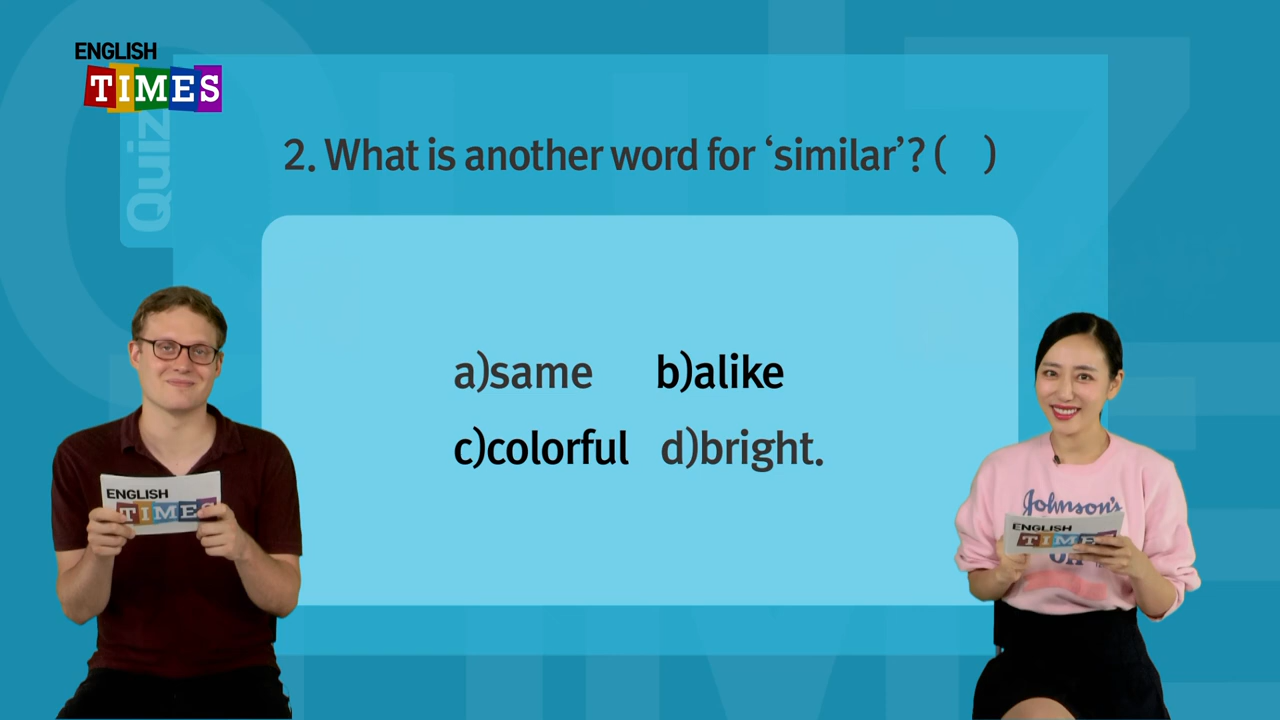 ENGLISH
TIMES
Quiz
2. What is another word for ‘similar’? ( )
a)same b)alike
c)colorful d)bright.
ENGLISH
TIMES
Johnson's
ENGLISH
TIMES